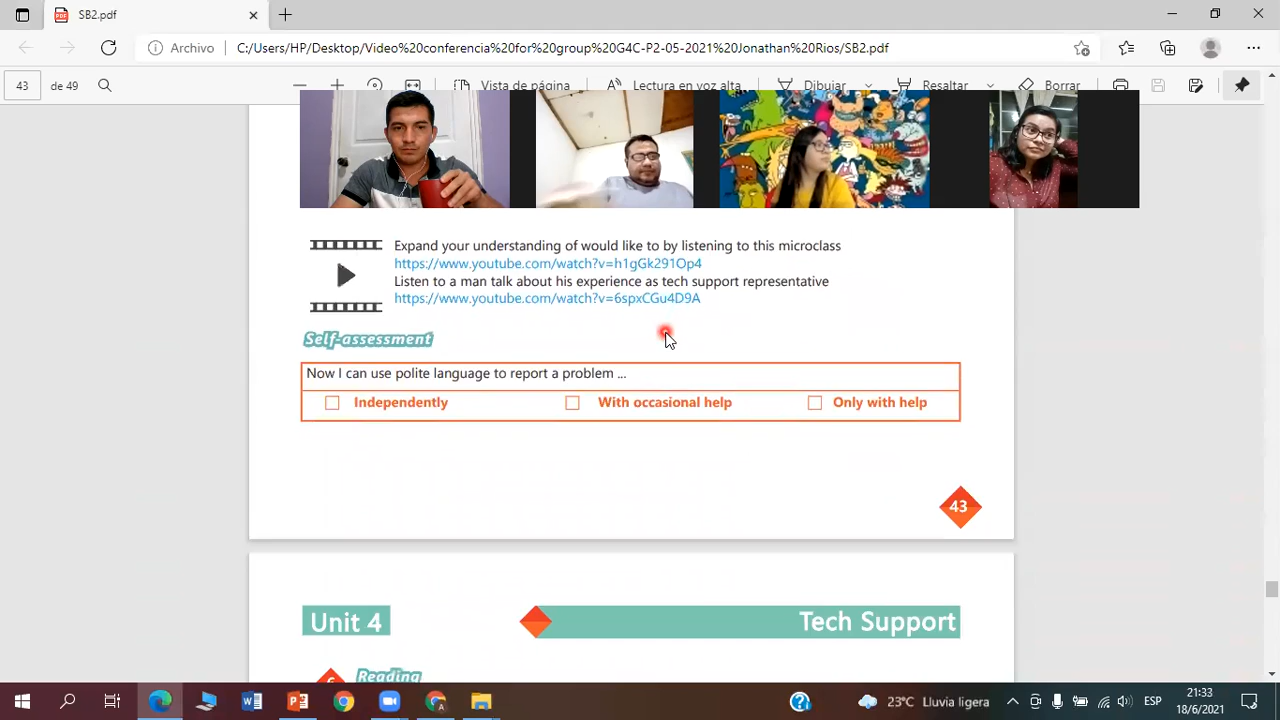 SB2.pdf
Archivo C:/Users/HP/Desktop/Video%20conferencia%20for%20group%20G4C-P2-05-2021%20Jonathan%20Rios/SB2.pdf
43 de 49 Vista de página Lectura en voz alta Dibujar Resaltar Borrar
Expand your understanding of would like to by listening to this microclass
https://www.youtube.com/watch?v=h1gGk291Op4
Listen to a man talk about his experience as tech support representative
https://www.youtube.com/watch?v=6spxCGu4D9A
Self-assessment
Now I can use polite language to report a problem ...
Independently With occasional help Only with help
43
Unit 4 Tech Support
6 Reading
23°C Lluvia ligera ESP 21:33
18/6/2021